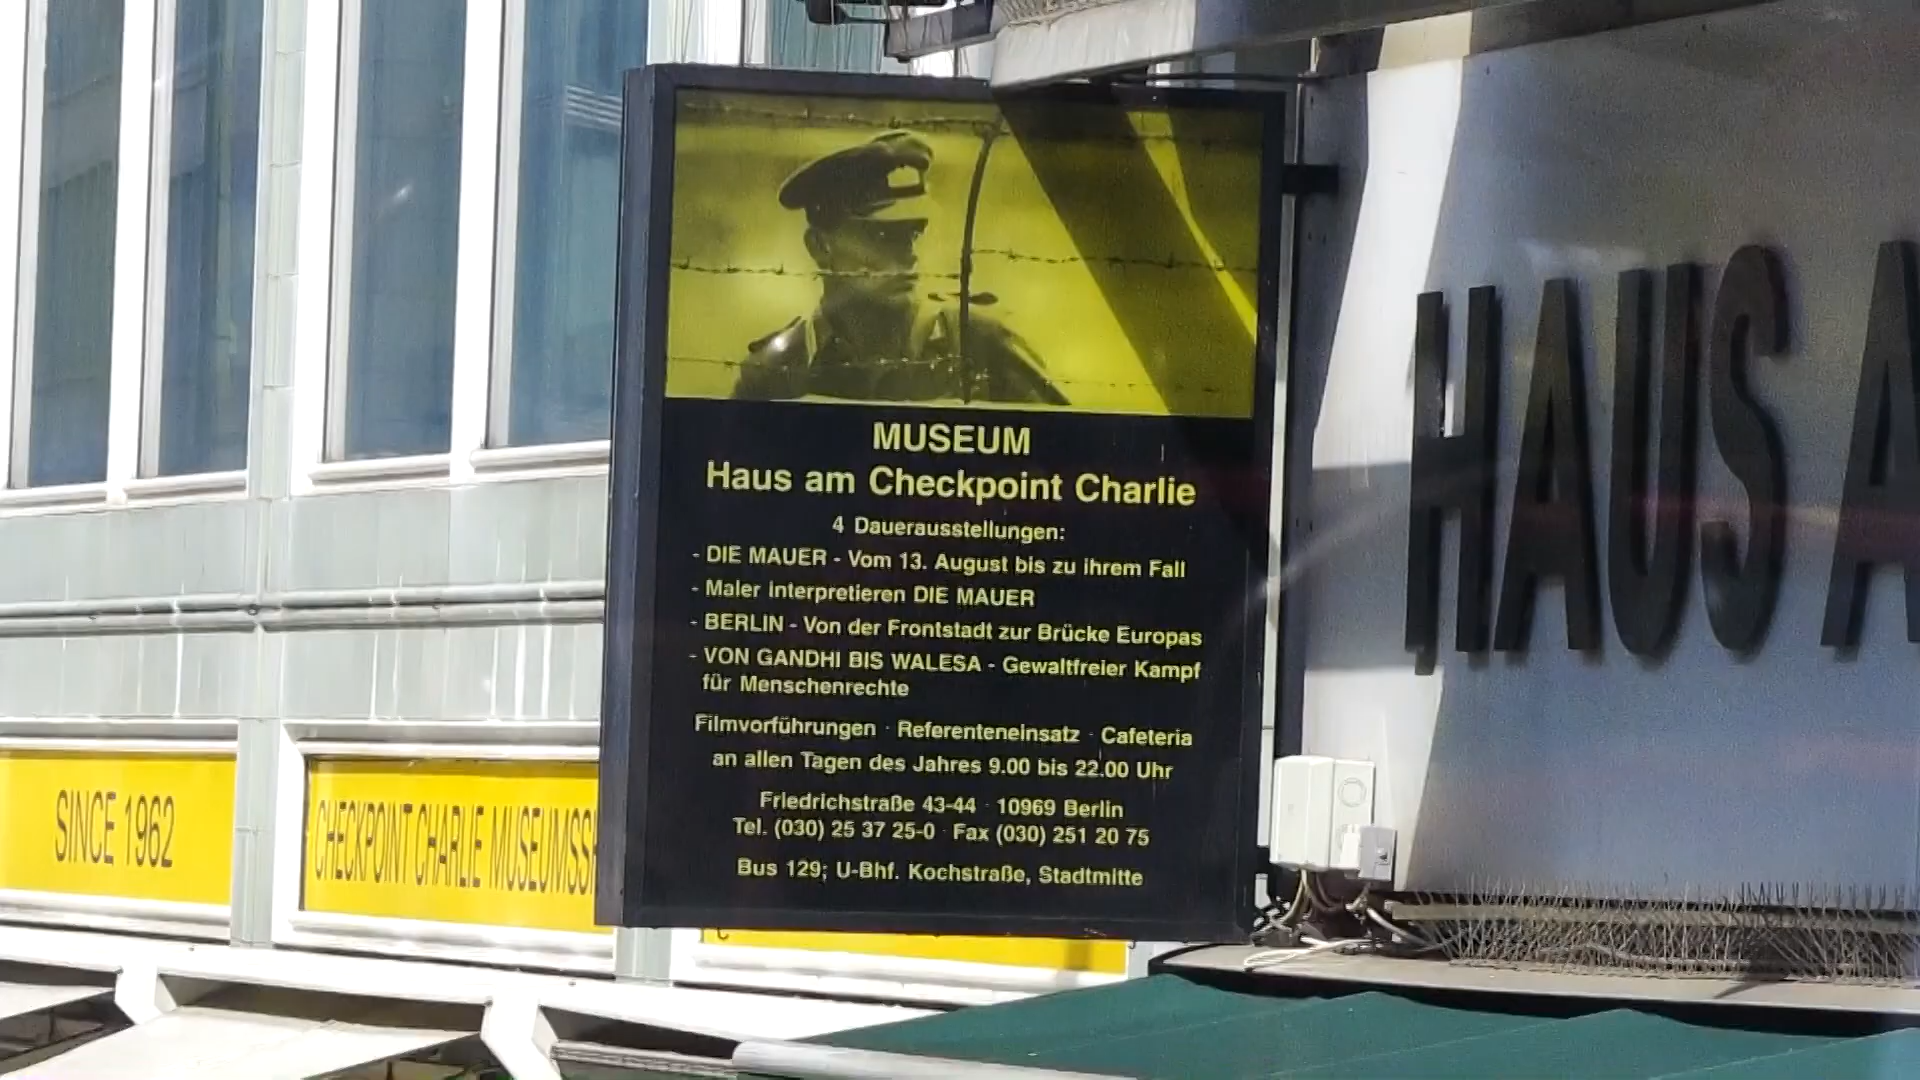 MUSEUM
Haus am Checkpoint Charlie
4 Dauerausstellungen:
- DIE MAUER - Vom 13. August bis zu ihrem Fall
- Maler interpretieren DIE MAUER
- BERLIN - Von der Frontstadt zur Brücke Europas
- VON GANDHI BIS WALESA - Gewaltfreier Kampf
für Menschenrechte
Filmvorführungen · Referenteneinsatz · Cafeteria
an allen Tagen des Jahres 9.00 bis 22.00 Uhr
Friedrichstraße 43-44 · 10969 Berlin
Tel. (030) 25 37 25-0 · Fax (030) 251 20 75
Bus 129; U-Bhf. Kochstraße, Stadtmitte
HAUS A
SINCE 1962
CHECKPOINT CHARLIE MUSEUMSSH